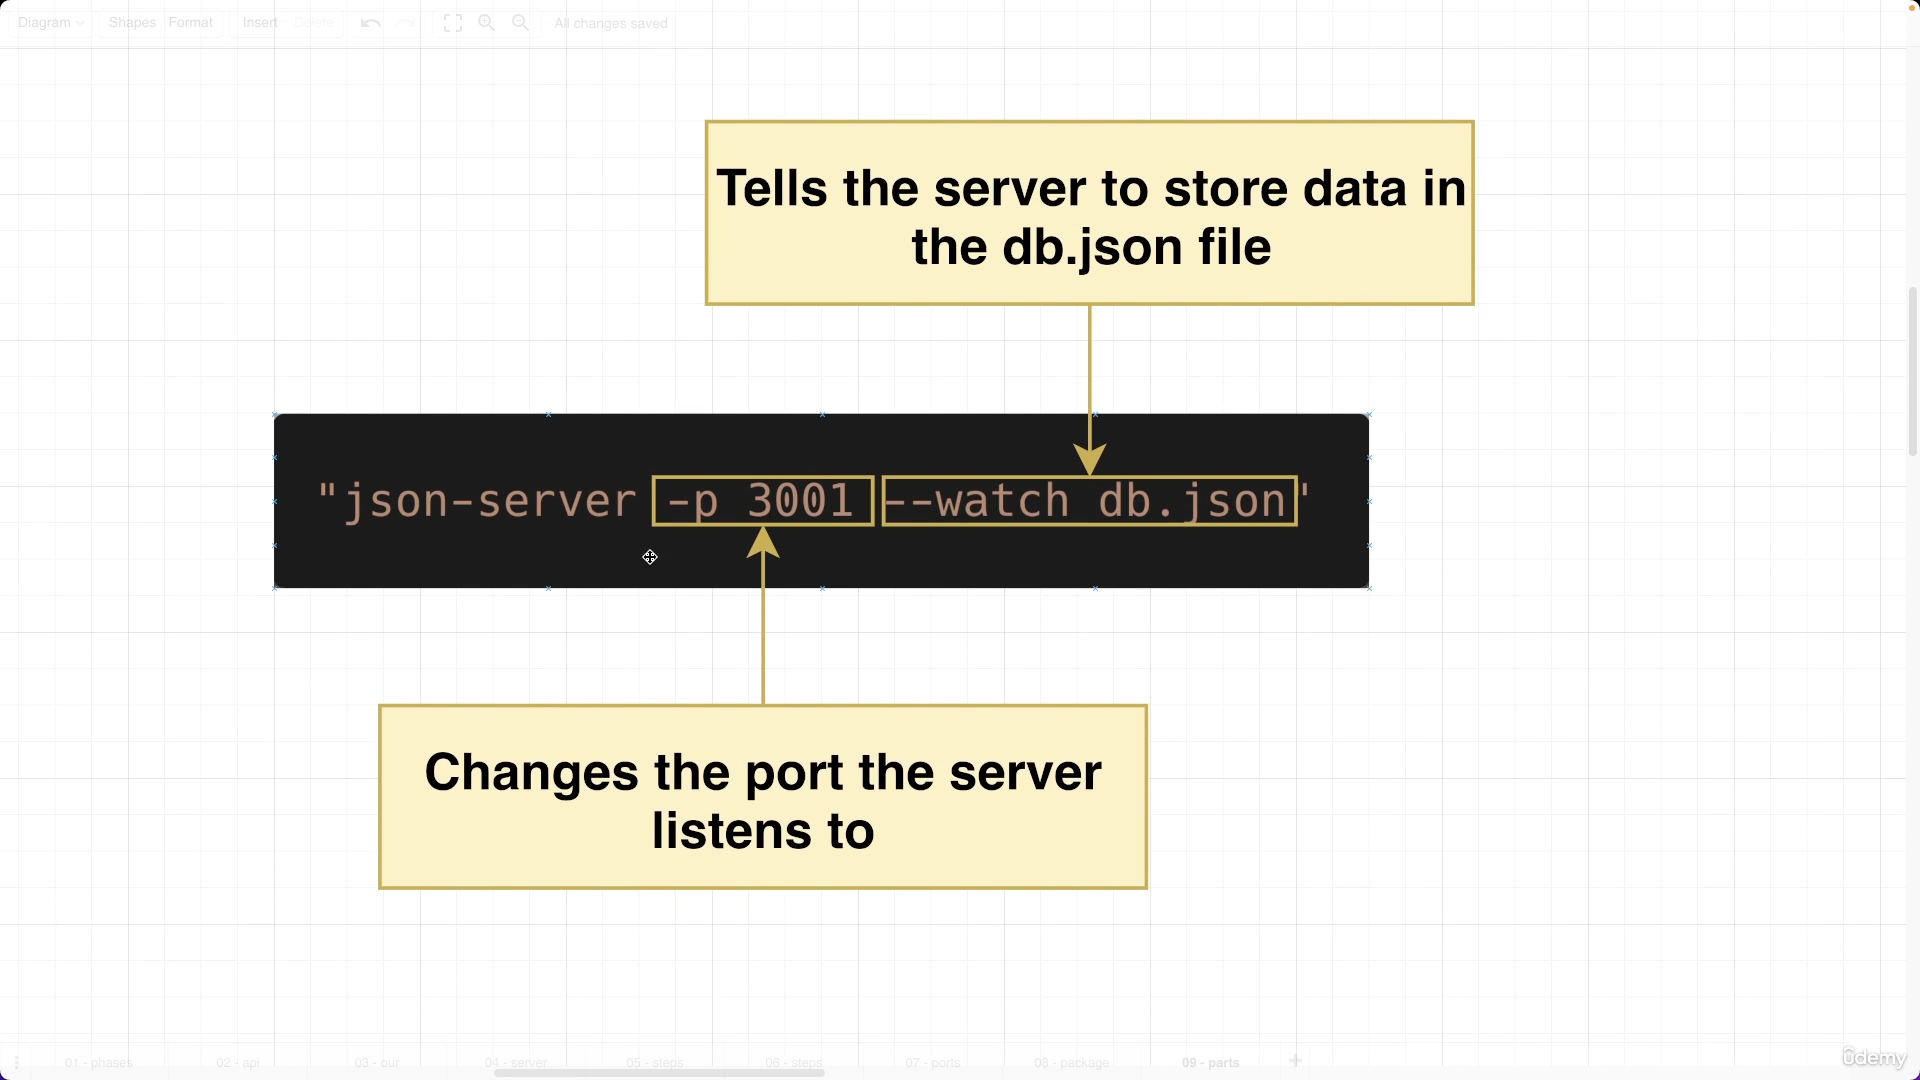 Diagram Shapes Format Insert Delete All changes saved
Tells the server to store data in
the db.json file
"json-server -p 3001 --watch db.json"
Changes the port the server
listens to
01 - phases 02 - api 03 - our 04 - server 05 - steps 06 - steps 07 - ports 08 - package 09 - parts +
ûdemy